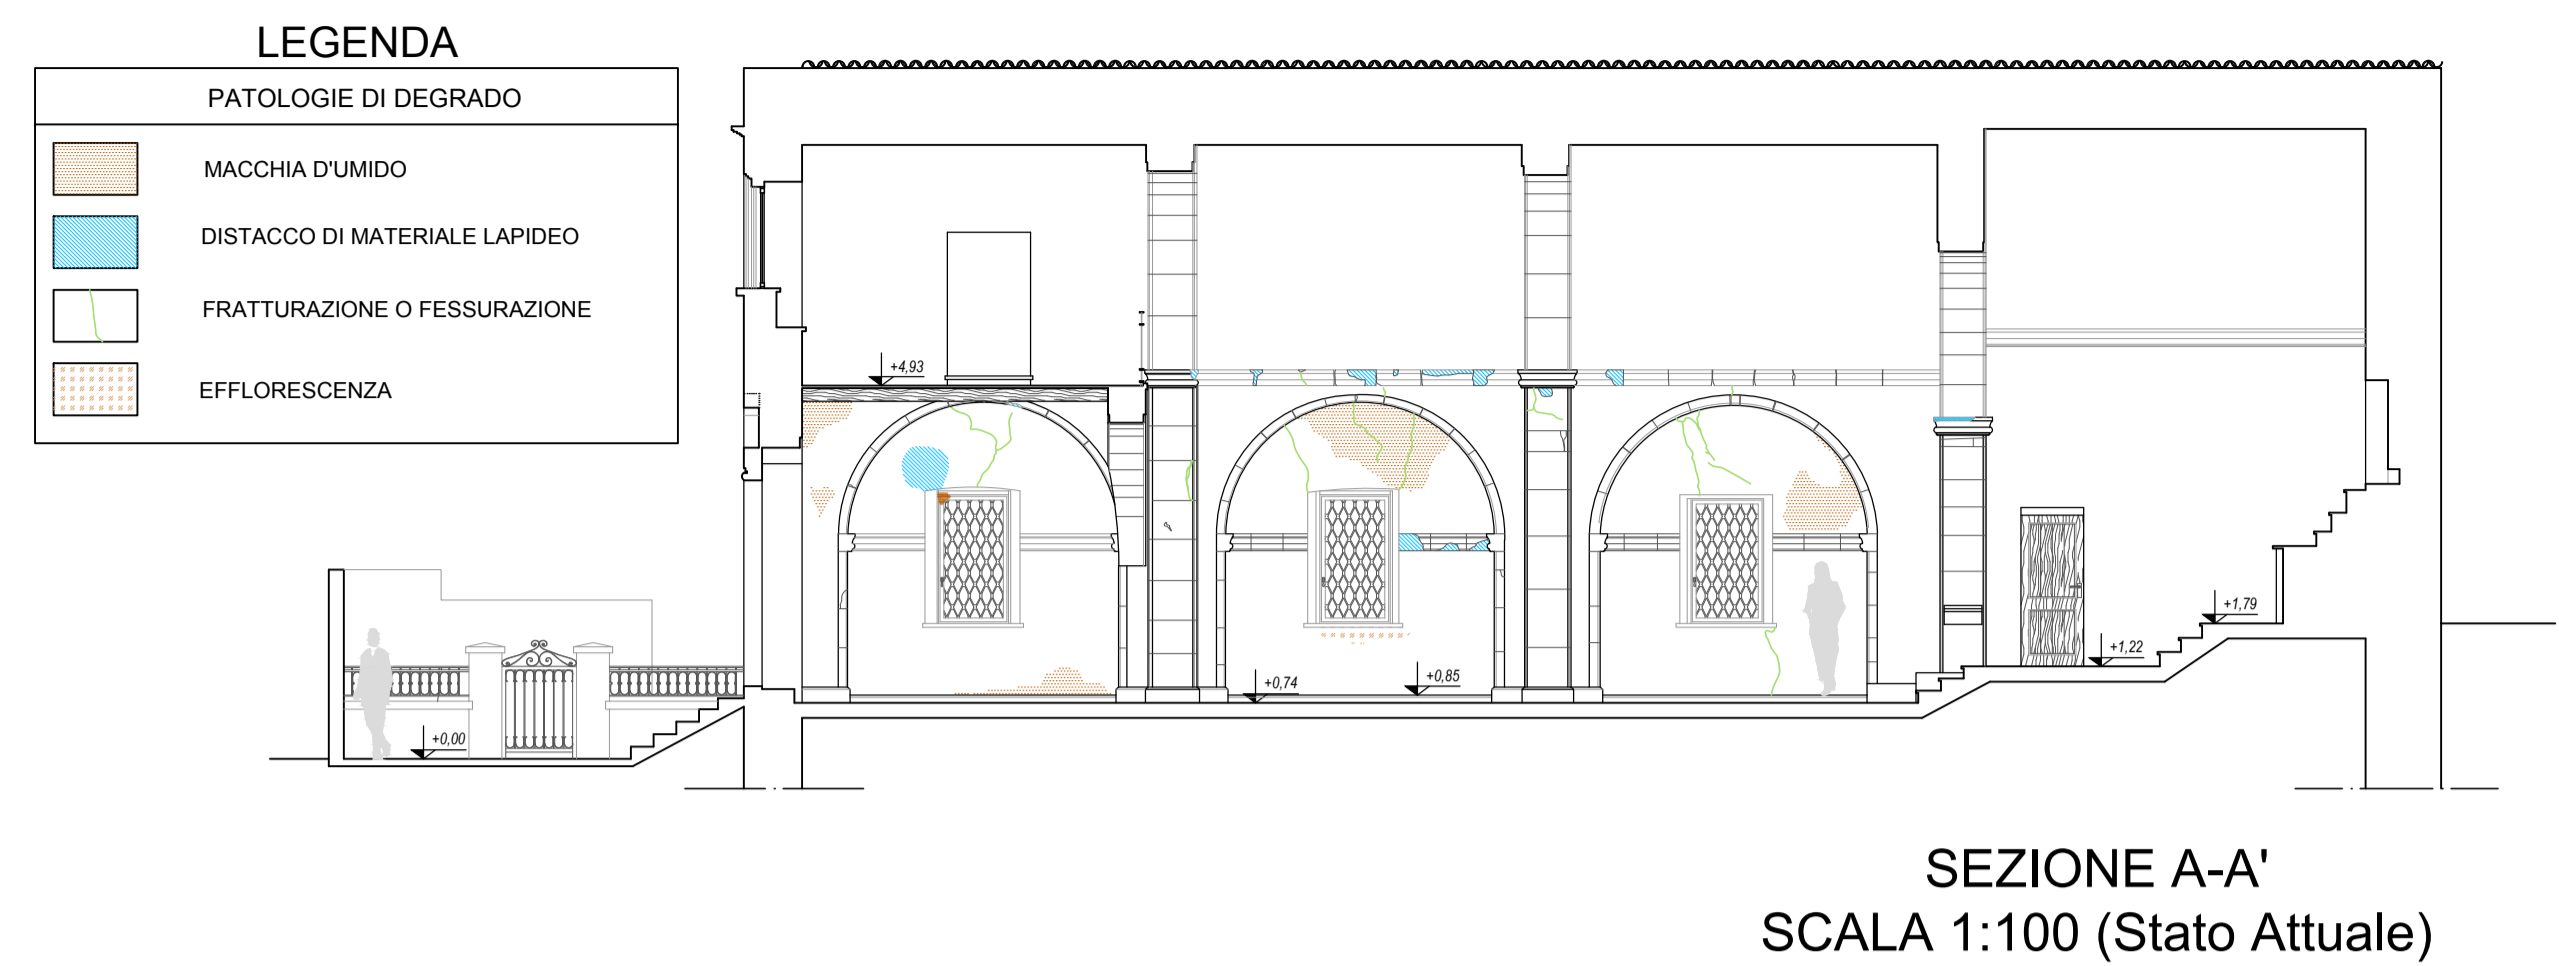 LEGENDA
PATOLOGIE DI DEGRADO
MACCHIA D'UMIDO
DISTACCO DI MATERIALE LAPIDEO
FRATTURAZIONE O FESSURAZIONE
EFFLORESCENZA
+4,93
+1,79
+1,22
+0,85
+0,74
+0,00
SEZIONE A-A'
SCALA 1:100 (Stato Attuale)